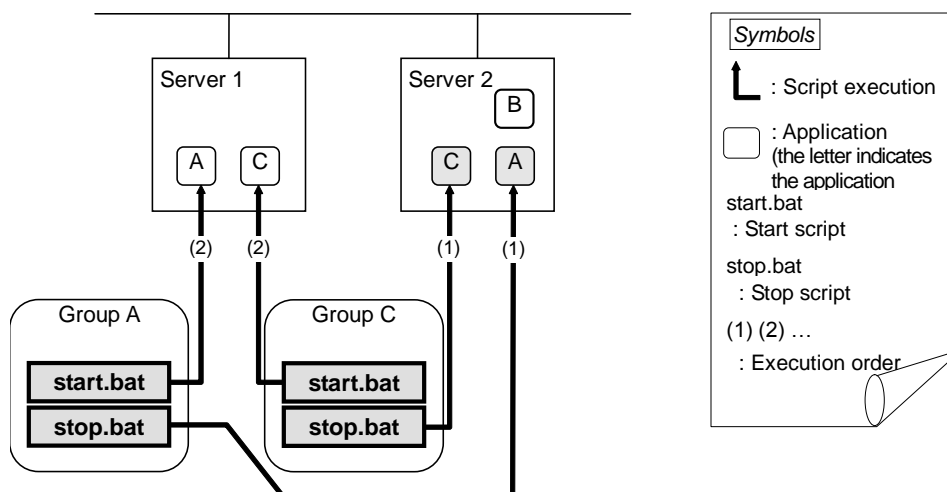 Server 1
A
C
Server 2
B
C
A
(2)
(2)
(1)
(1)
Group A
start.bat
stop.bat
Group C
start.bat
stop.bat
Symbols
: Script execution
: Application
(the letter indicates
the application
start.bat
: Start script
stop.bat
: Stop script
(1) (2) …
: Execution order